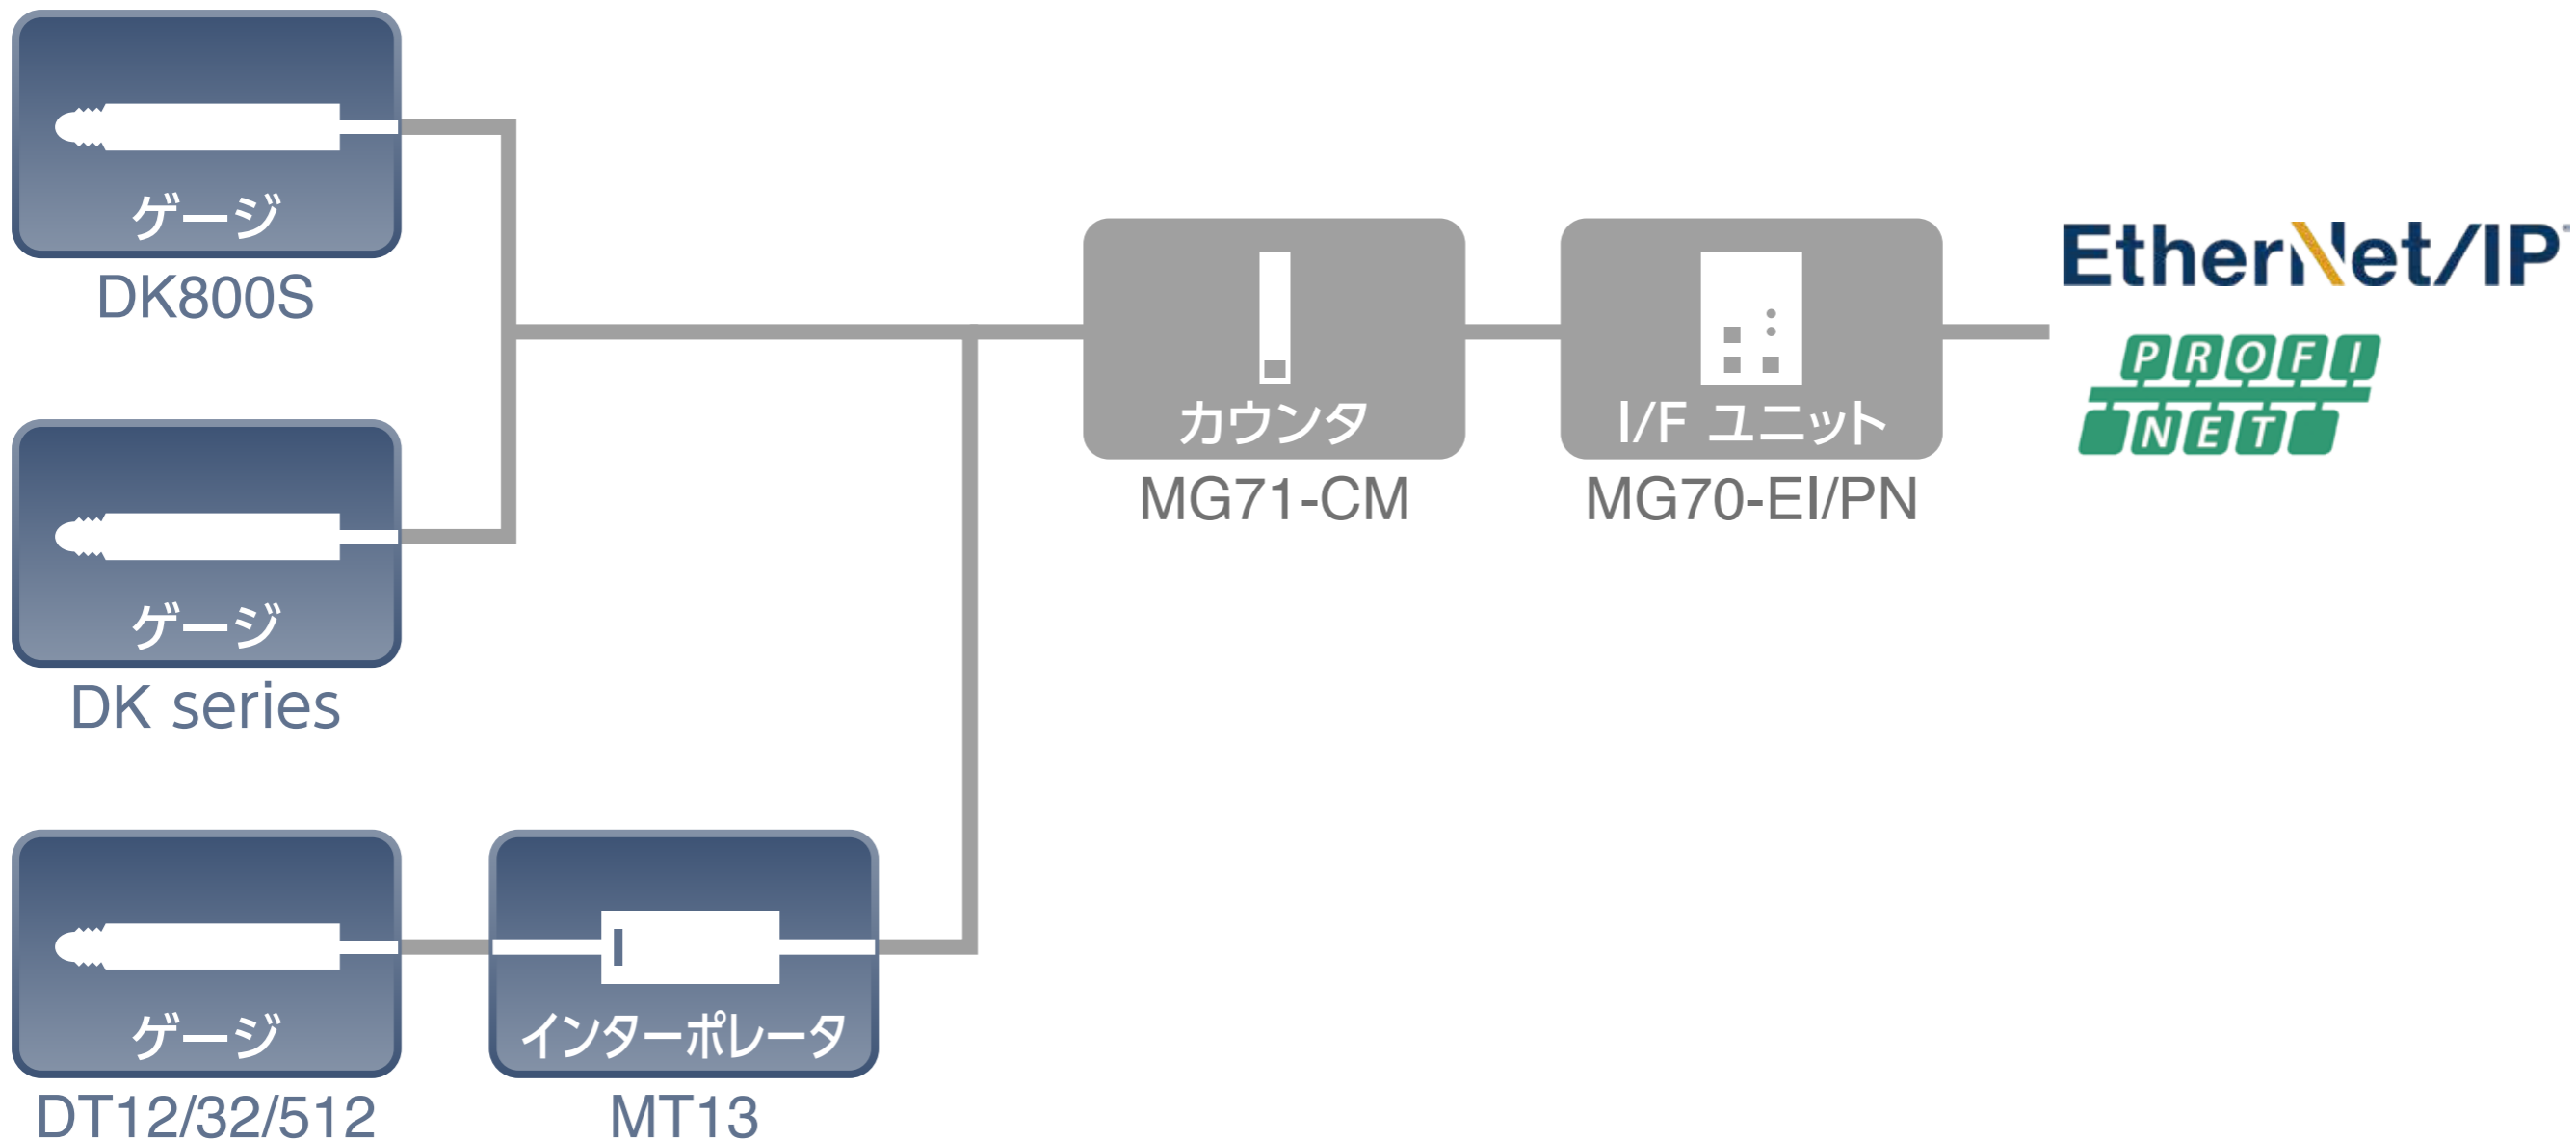 ゲージ
DK800S
ゲージ
DK series
ゲージ
DT12/32/512
インターポレータ
MT13
カウンタ
MG71-CM
I/F ユニット
MG70-EI/PN
EtherNet/IP
PROFI
NET